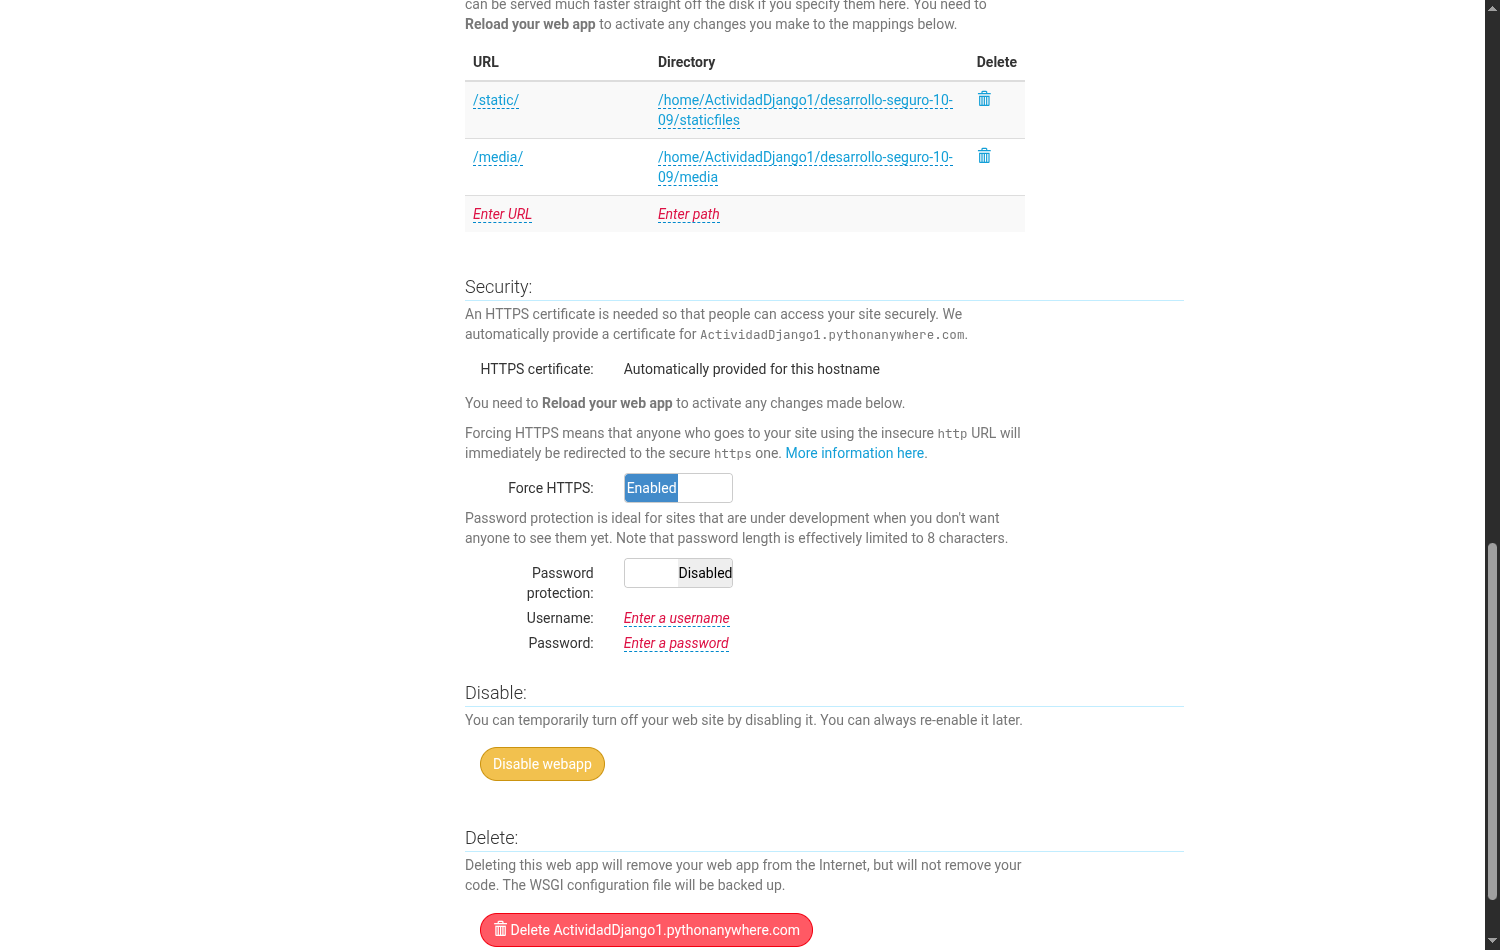 can be served much faster straight off the disk if you specify them here. You need to
Reload your web app to activate any changes you make to the mappings below.
URL Directory Delete
/static/ /home/ActividadDjango1/desarrollo-seguro-10-
09/staticfiles
/media/ /home/ActividadDjango1/desarrollo-seguro-10-
09/media
Enter URL Enter path
Security:
An HTTPS certificate is needed so that people can access your site securely. We
automatically provide a certificate for ActividadDjango1.pythonanywhere.com.
HTTPS certificate: Automatically provided for this hostname
You need to Reload your web app to activate any changes made below.
Forcing HTTPS means that anyone who goes to your site using the insecure http URL will
immediately be redirected to the secure https one. More information here.
Force HTTPS: Enabled
Password protection is ideal for sites that are under development when you don't want
anyone to see them yet. Note that password length is effectively limited to 8 characters.
Password Disabled
protection:
Username: Enter a username
Password: Enter a password
Disable:
You can temporarily turn off your web site by disabling it. You can always re-enable it later.
Disable webapp
Delete:
Deleting this web app will remove your web app from the Internet, but will not remove your
code. The WSGI configuration file will be backed up.
Delete ActividadDjango1.pythonanywhere.com